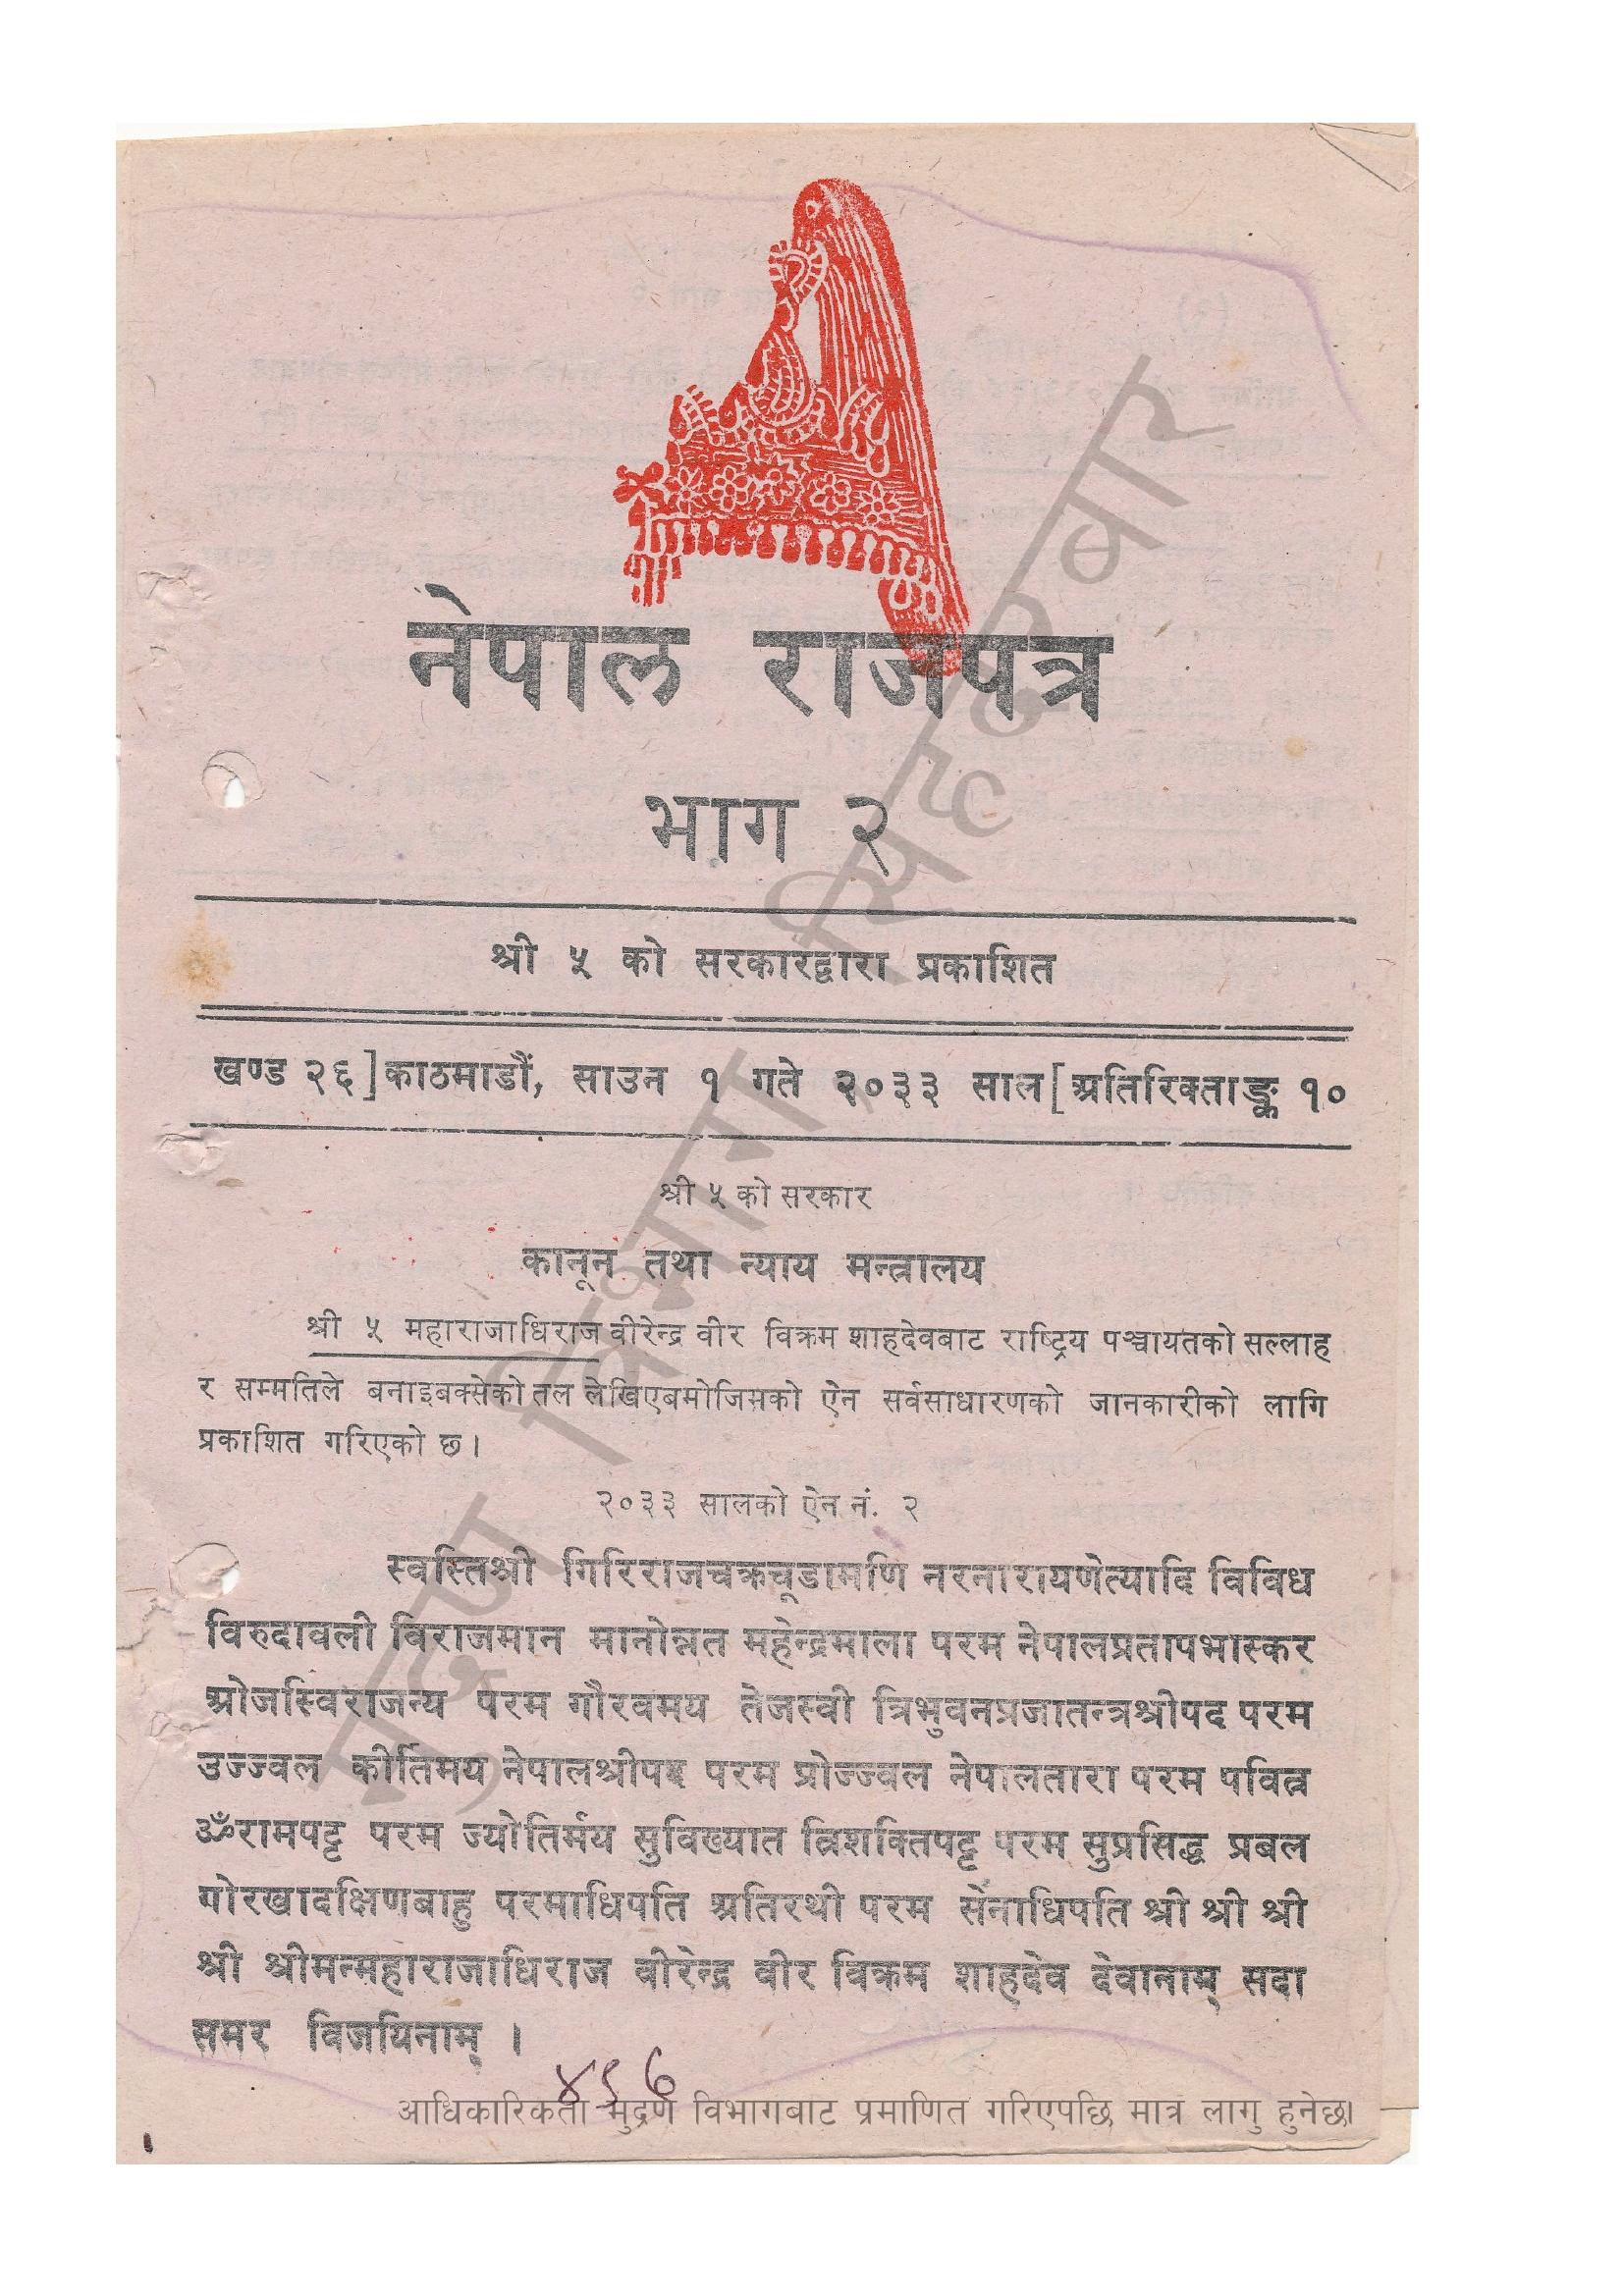 नेपाल राजपत्र
भाग २
श्री ५ को सरकारद्वारा प्रकाशित
खण्ड २६] काठमाडौं, साउन १ गते २०३३ साल [अतिरिक्ताङ्क १०
श्री ५ को सरकार
कानून तथा न्याय मन्त्रालय
श्री ५ महाराजाधिराज वीरेन्द्र वीर विक्रम शाहदेवबाट राष्ट्रिय पञ्चायतको सल्लाह
र सम्मतिले बनाइबक्सेको तल लेखिएबमोजिमको ऐन सर्वसाधारणको जानकारीको लागि
प्रकाशित गरिएको छ।
२०३३ सालको ऐन नं. २
स्वस्तिश्री गिरिराजचक्रचूडामणि नरनारायणेत्यादि विविध
विरुदावली विराजमान मानोन्नत महेन्द्रमाला परम नेपालप्रतापभास्कर
ओजस्विराजन्य परम गौरवमय तेजस्वी त्रिभुवनप्रजातन्त्रश्रीपद परम
उज्ज्वल कीर्तिमय नेपालश्रीपद परम प्रोज्ज्वल नेपालतारा परम पवित्र
ॐरामपट्ट परम ज्योतिर्मय सुविख्यात त्रिशक्तिपट्ट परम सुप्रसिद्ध प्रबल
गोरखादक्षिणबाहु परमाधिपति अतिरथी परम सेनाधिपति श्री श्री श्री
श्री श्रीमन्महाराजाधिराज वीरेन्द्र वीर विक्रम शाहदेव देवानाम् सदा
समर विजयिनाम् ।
४५७
आधिकारिकता मुद्रण विभागबाट प्रमाणित गरिएपछि मात्र लागु हुनेछ।
मुद्रण विभाग, सिंहदरबार